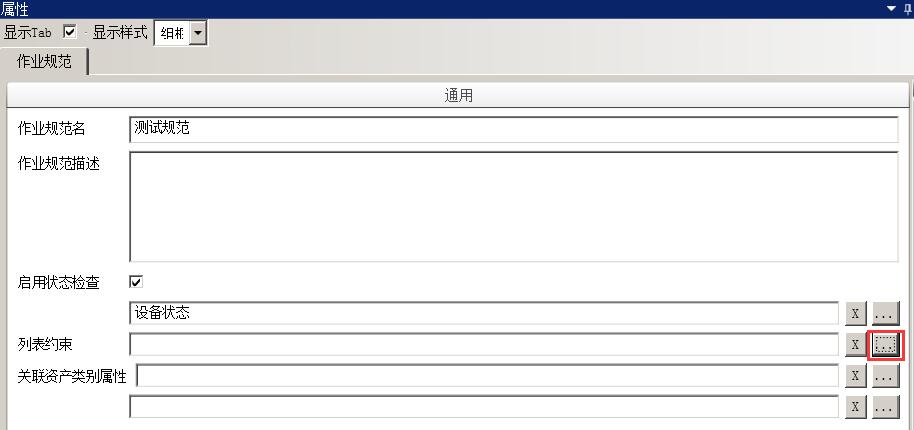 属性
显示Tab 显示样式 细框
作业规范
通用
作业规范名 测试规范
作业规范描述
启用状态检查
设备状态 X ...
列表约束 X ...
关联资产类别属性 X ...
X ...